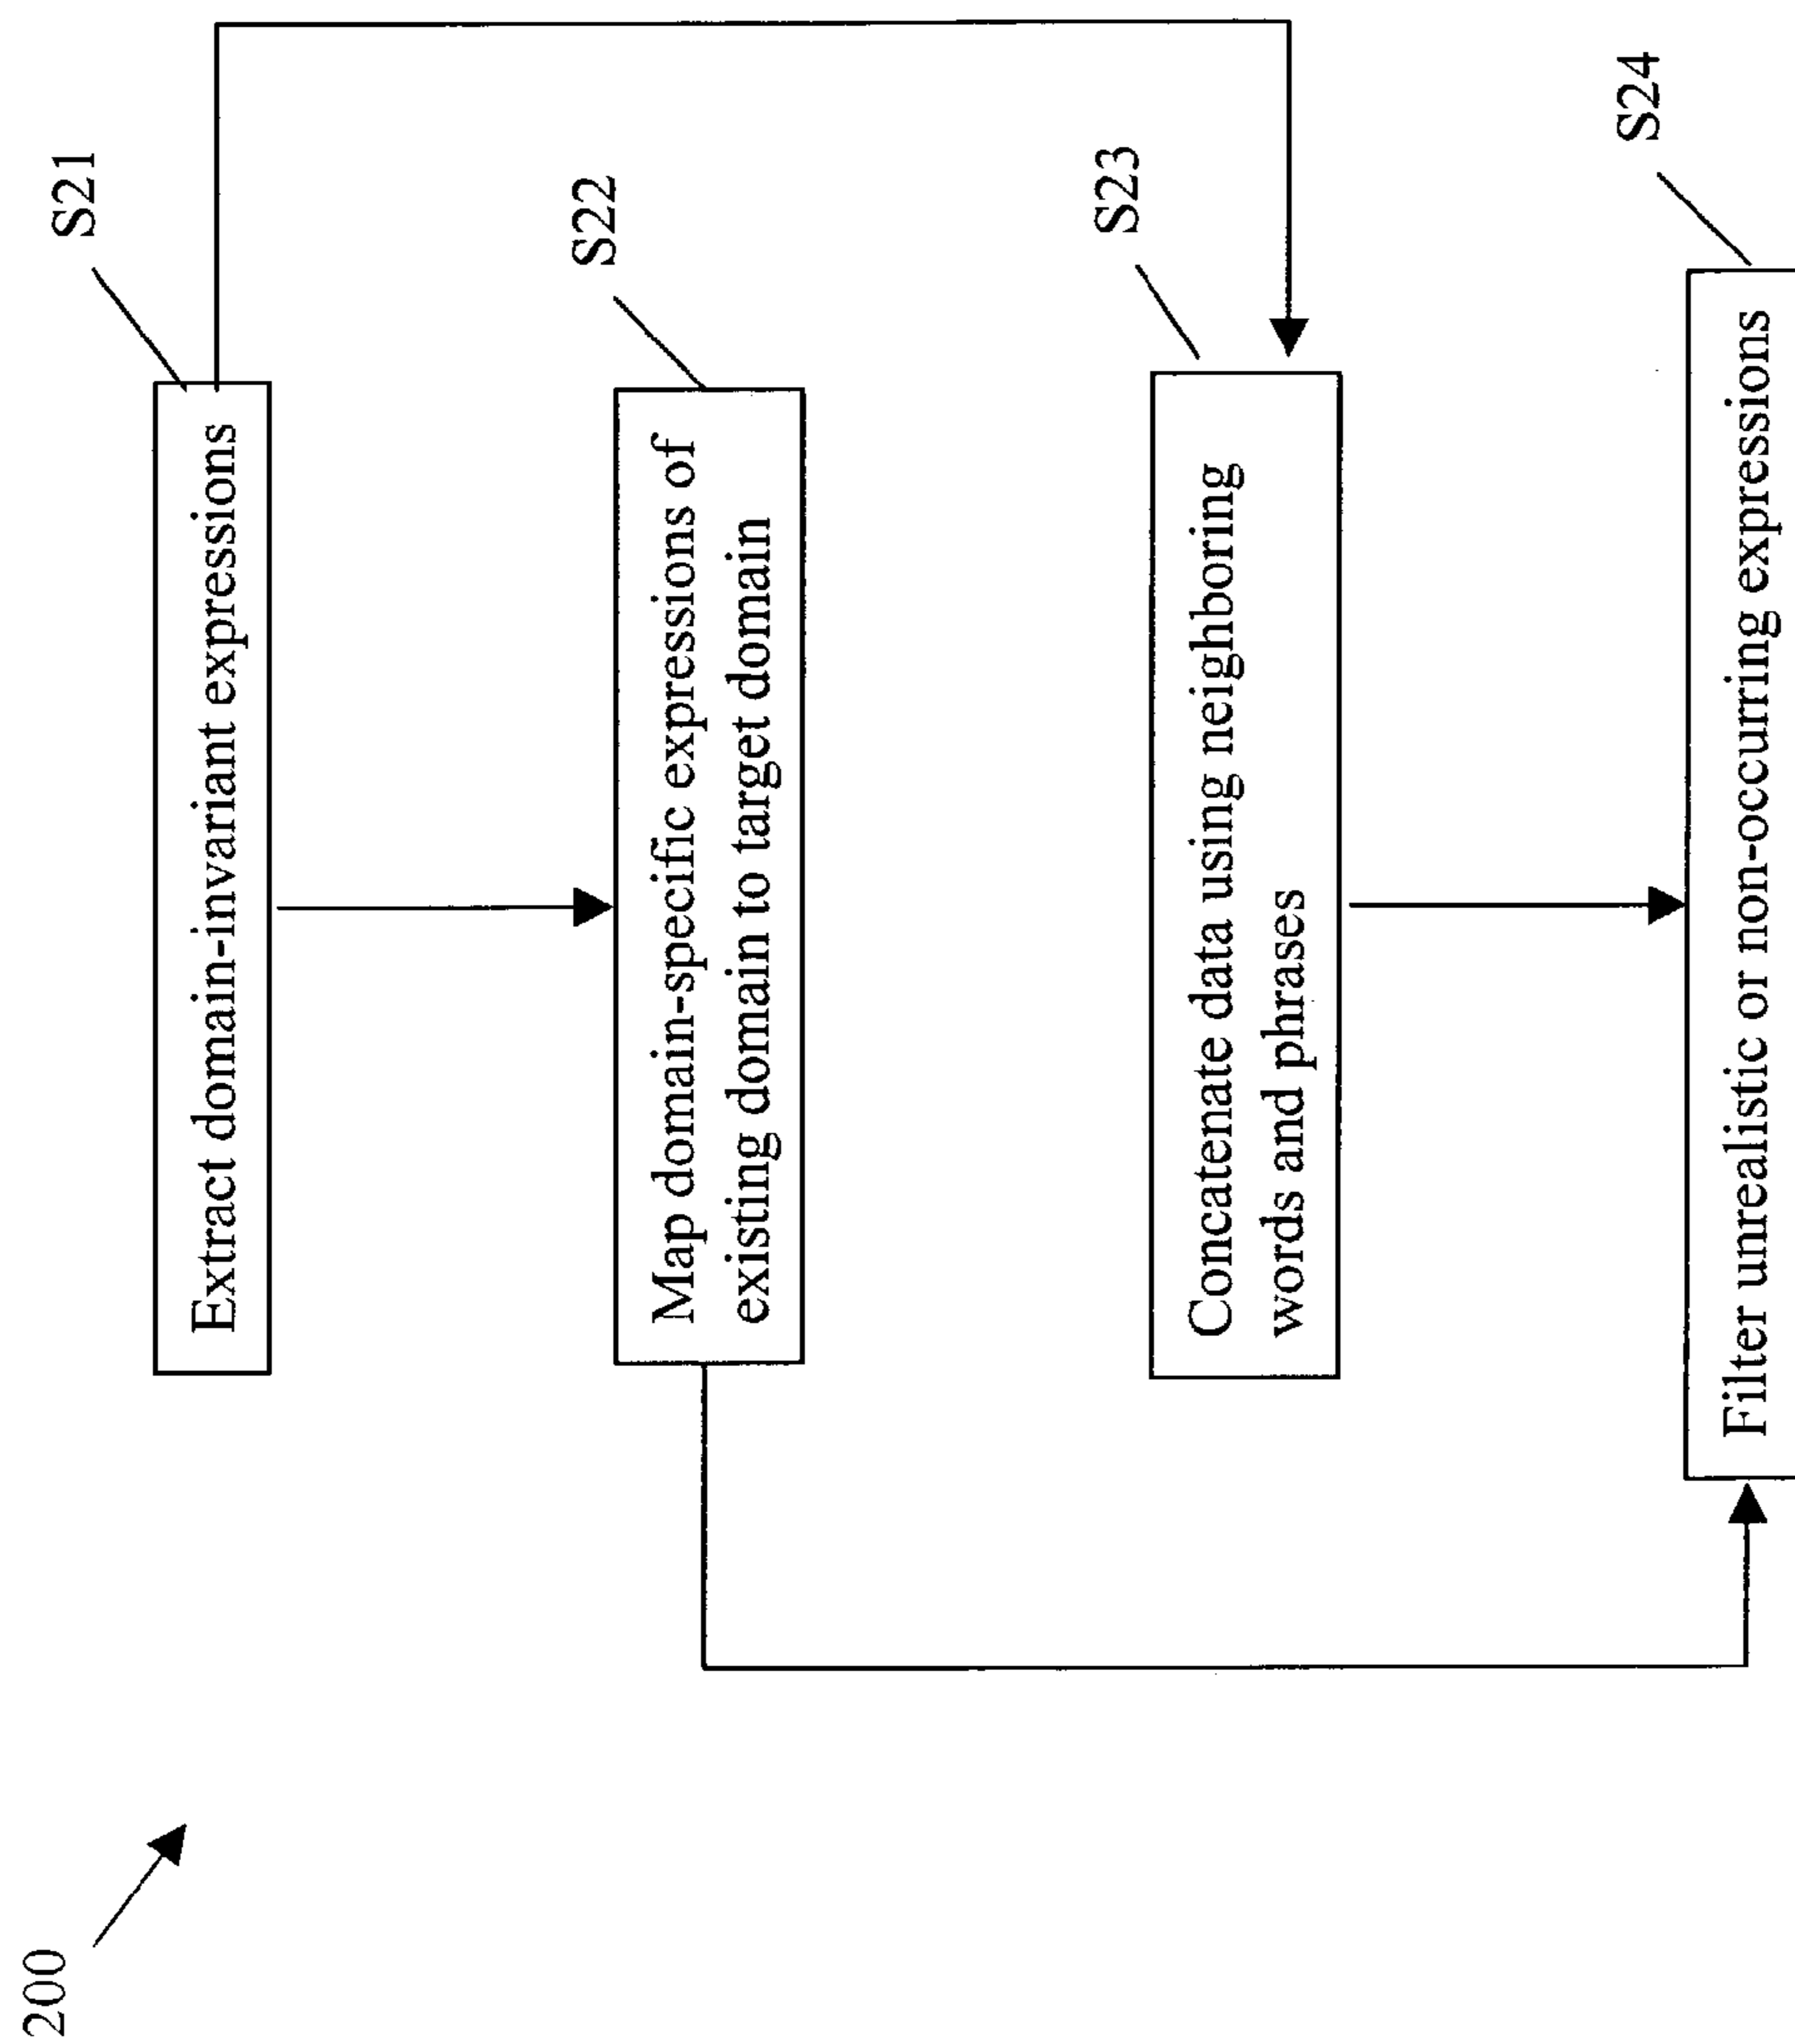 200
S21
Extract domain-invariant expressions
S22
Map domain-specific expressions of
existing domain to target domain
S23
Concatenate data using neighboring
words and phrases
S24
Filter unrealistic or non-occurring expressions